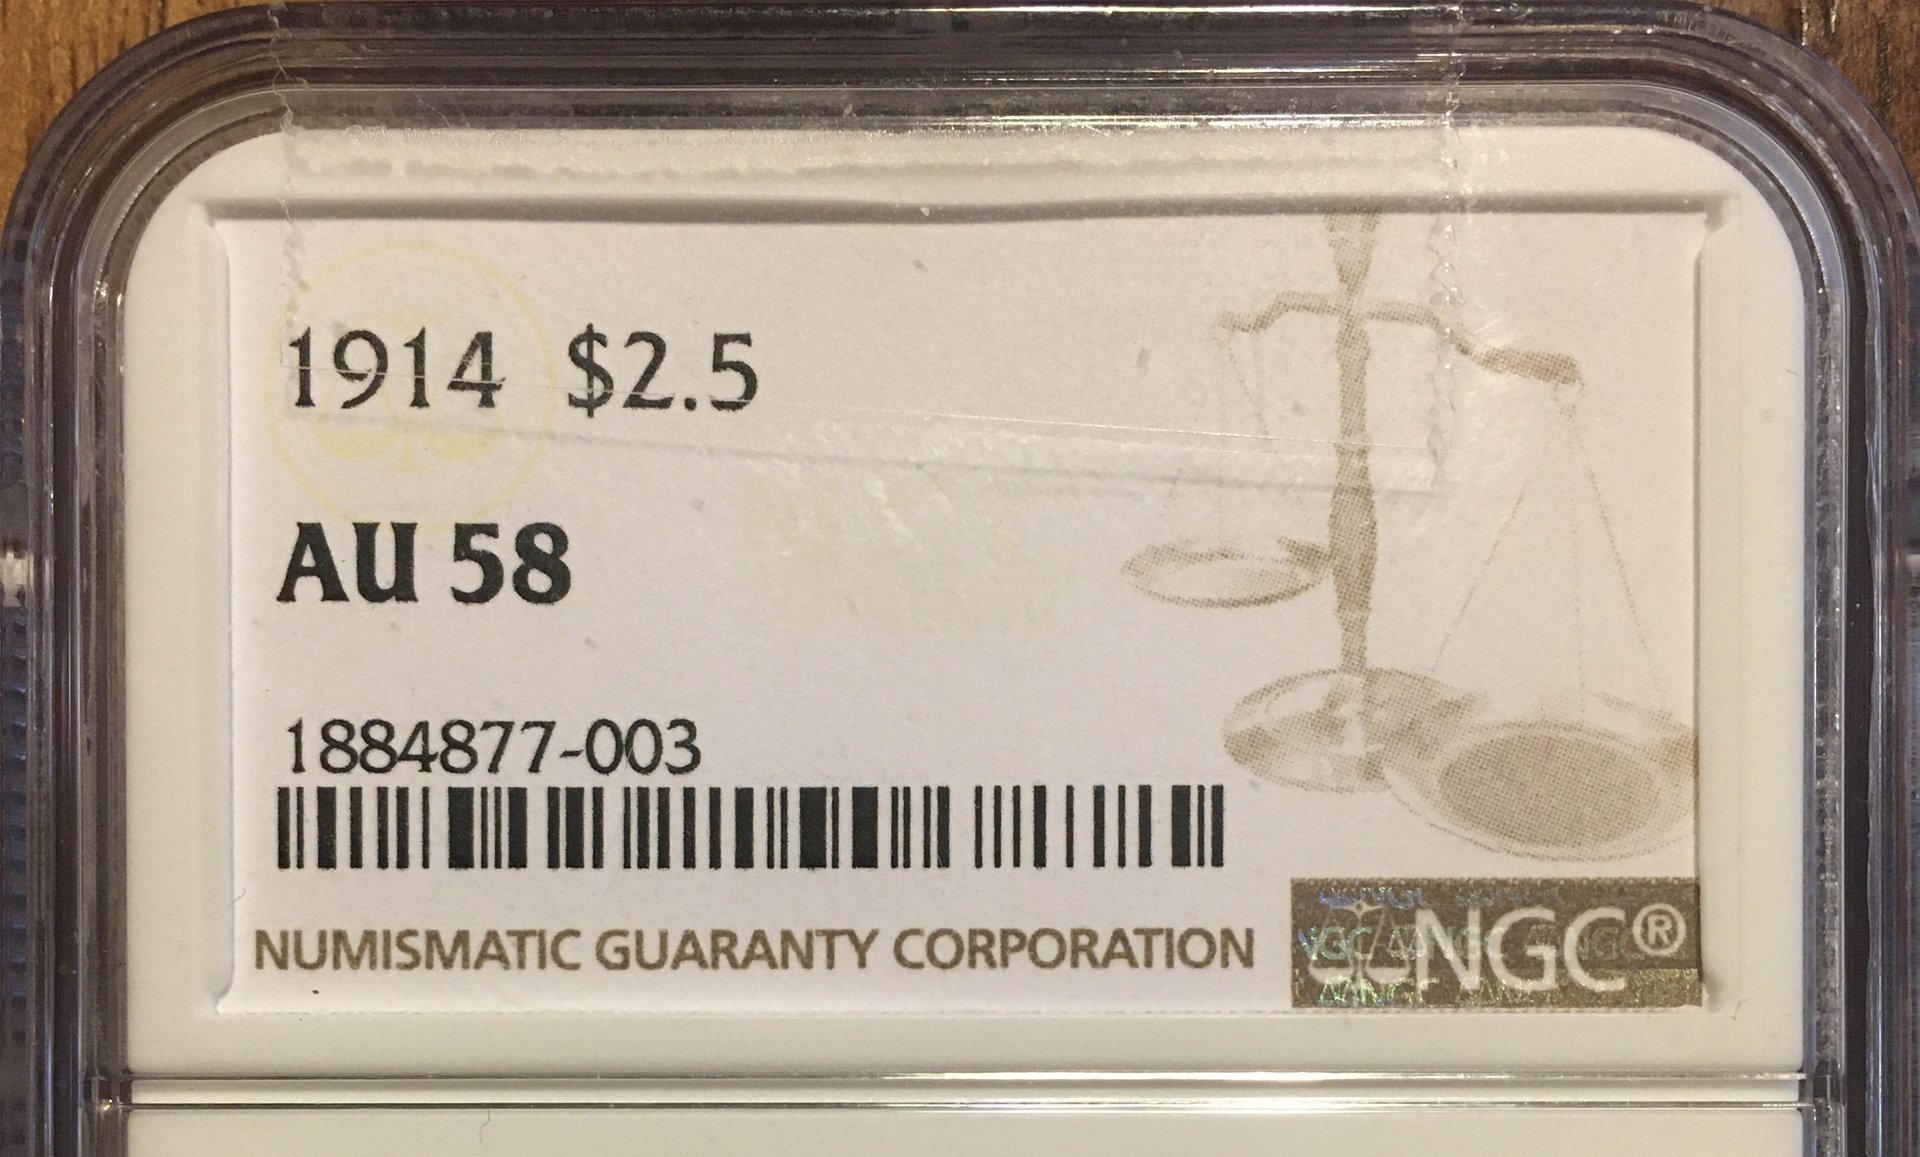 1914 $2.5
AU 58
1884877-003
NUMISMATIC GUARANTY CORPORATION
NGC®